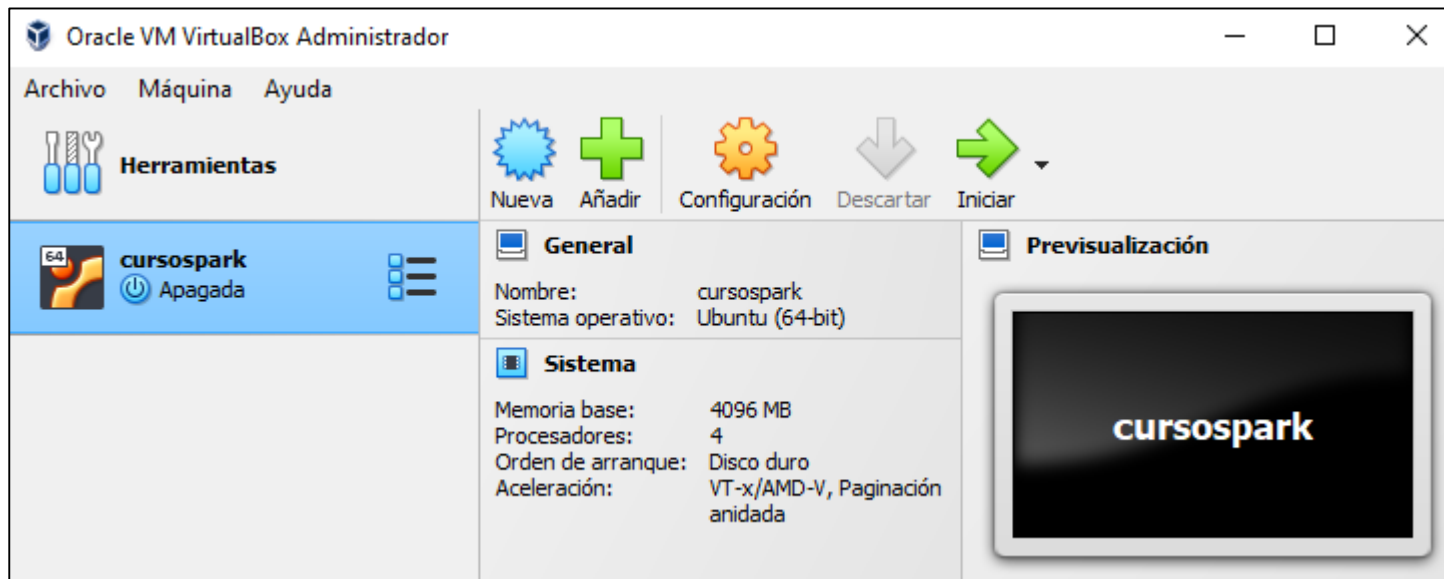 Oracle VM VirtualBox Administrador
Archivo Máquina Ayuda
Herramientas
Nueva Añadir Configuración Descartar Iniciar
64
cursospark
Apagada
General
Nombre: cursospark
Sistema operativo: Ubuntu (64-bit)
Sistema
Memoria base: 4096 MB
Procesadores: 4
Orden de arranque: Disco duro
Aceleración: VT-x/AMD-V, Paginación
anidada
Previsualización
cursospark